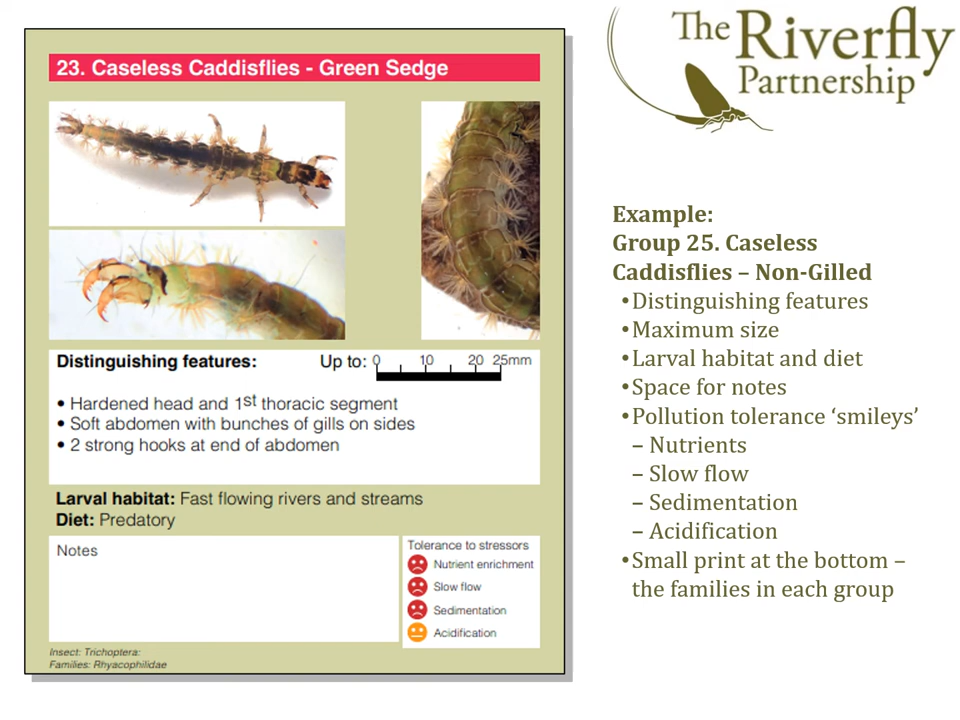 23. Caseless Caddisflies - Green Sedge
Distinguishing features:
Up to: 0 10 20 25mm
• Hardened head and 1st thoracic segment
• Soft abdomen with bunches of gills on sides
• 2 strong hooks at end of abdomen
Larval habitat: Fast flowing rivers and streams
Diet: Predatory
Notes
Tolerance to stressors
Nutrient enrichment
Slow flow
Sedimentation
Acidification
Insect: Trichoptera:
Families: Rhyacophilidae
The Riverfly
Partnership
Example:
Group 25. Caseless
Caddisflies – Non-Gilled
•Distinguishing features
•Maximum size
•Larval habitat and diet
•Space for notes
•Pollution tolerance ‘smileys’
– Nutrients
– Slow flow
– Sedimentation
– Acidification
•Small print at the bottom –
the families in each group